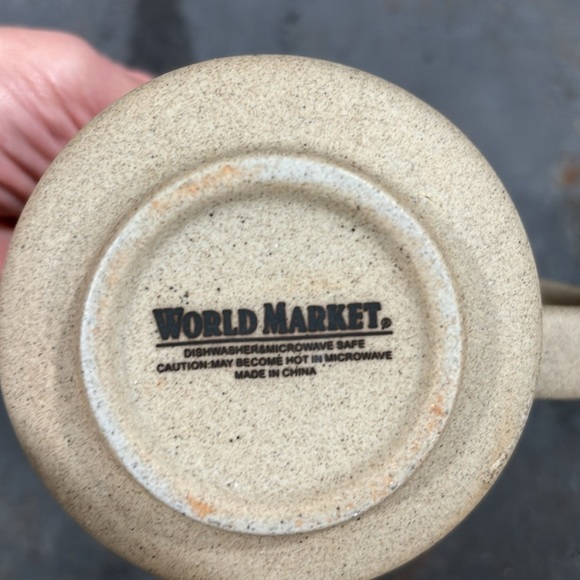 WORLD MARKET®
DISHWASHER&MICROWAVE SAFE
CAUTION:MAY BECOME HOT IN MICROWAVE
MADE IN CHINA